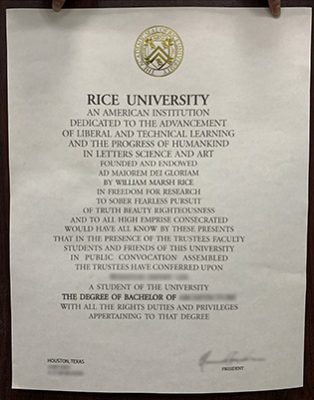 RICE UNIVERSITY
AN AMERICAN INSTITUTION
DEDICATED TO THE ADVANCEMENT
OF LIBERAL AND TECHNICAL LEARNING
AND THE PROGRESS OF HUMANKIND
IN LETTERS SCIENCE AND ART
FOUNDED AND ENDOWED
AD MAIOREM DEI GLORIAM
BY WILLIAM MARSH RICE
IN FREEDOM FOR RESEARCH
TO SOBER FEARLESS PURSUIT
OF TRUTH BEAUTY RIGHTEOUSNESS
AND TO ALL HIGH EMPRISE CONSECRATED
WOULD HAVE ALL KNOW BY THESE PRESENTS
THAT IN THE PRESENCE OF THE TRUSTEES FACULTY
STUDENTS AND FRIENDS OF THIS UNIVERSITY
IN PUBLIC CONVOCATION ASSEMBLED
THE TRUSTEES HAVE CONFERRED UPON
A STUDENT OF THE UNIVERSITY
THE DEGREE OF BACHELOR OF
WITH ALL THE RIGHTS DUTIES AND PRIVILEGES
APPERTAINING TO THAT DEGREE
HOUSTON, TEXAS
PRESIDENT